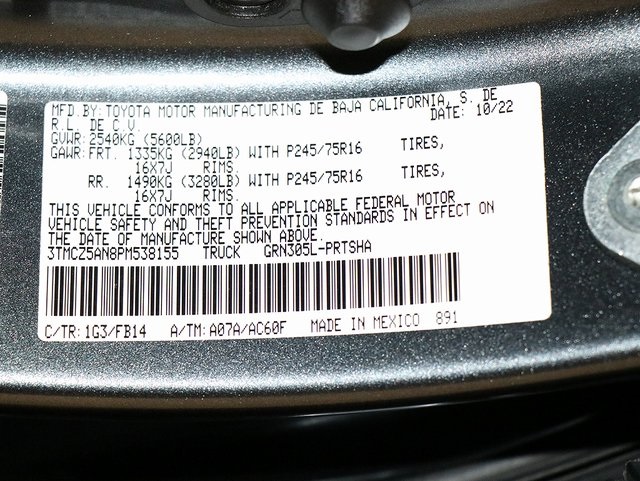 MFD.BY:TOYOTA MOTOR MANUFACTURING DE BAJA CALIFORNIA, S. DE
R.L. DE C.V. DATE: 10/22
GVWR:2540KG (5600LB)
GAWR:FRT. 1335KG (2940LB) WITH P245/75R16 TIRES,
16X7J RIMS.
RR. 1490KG (3280LB) WITH P245/75R16 TIRES,
16X7J RIMS.
THIS VEHICLE CONFORMS TO ALL APPLICABLE FEDERAL MOTOR
VEHICLE SAFETY AND THEFT PREVENTION STANDARDS IN EFFECT ON
THE DATE OF MANUFACTURE SHOWN ABOVE.
3TMCZ5AN8PM538155 TRUCK GRN305L-PRTSHA
C/TR:1G3/FB14 A/TM:A07A/AC60F MADE IN MEXICO 891